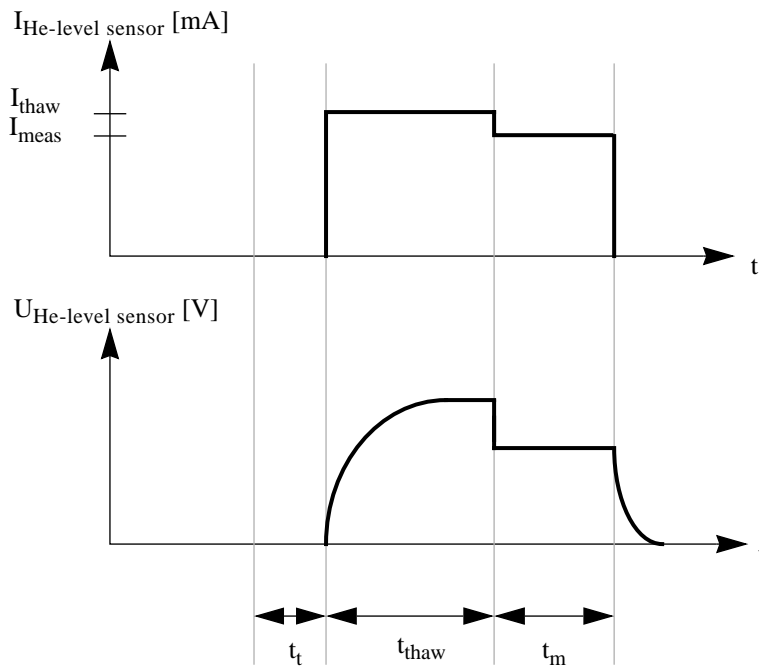 I_He-level sensor [mA]
I_thaw
I_meas
t
U_He-level sensor [V]
t_t
t_thaw
t_m